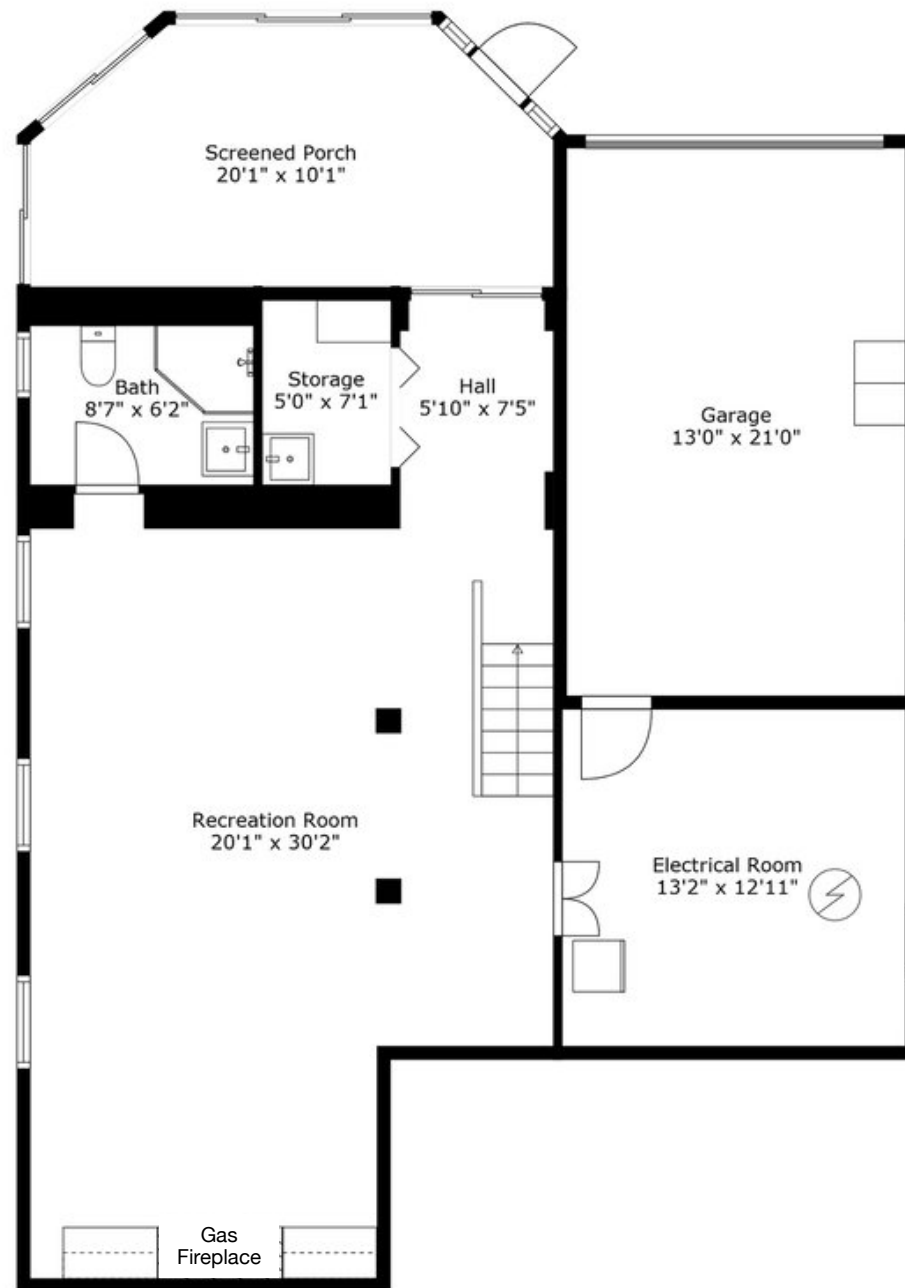 Screened Porch
20'1" x 10'1"
Bath
8'7" x 6'2"
Storage
5'0" x 7'1"
Hall
5'10" x 7'5"
Garage
13'0" x 21'0"
Recreation Room
20'1" x 30'2"
Electrical Room
13'2" x 12'11"
Gas
Fireplace